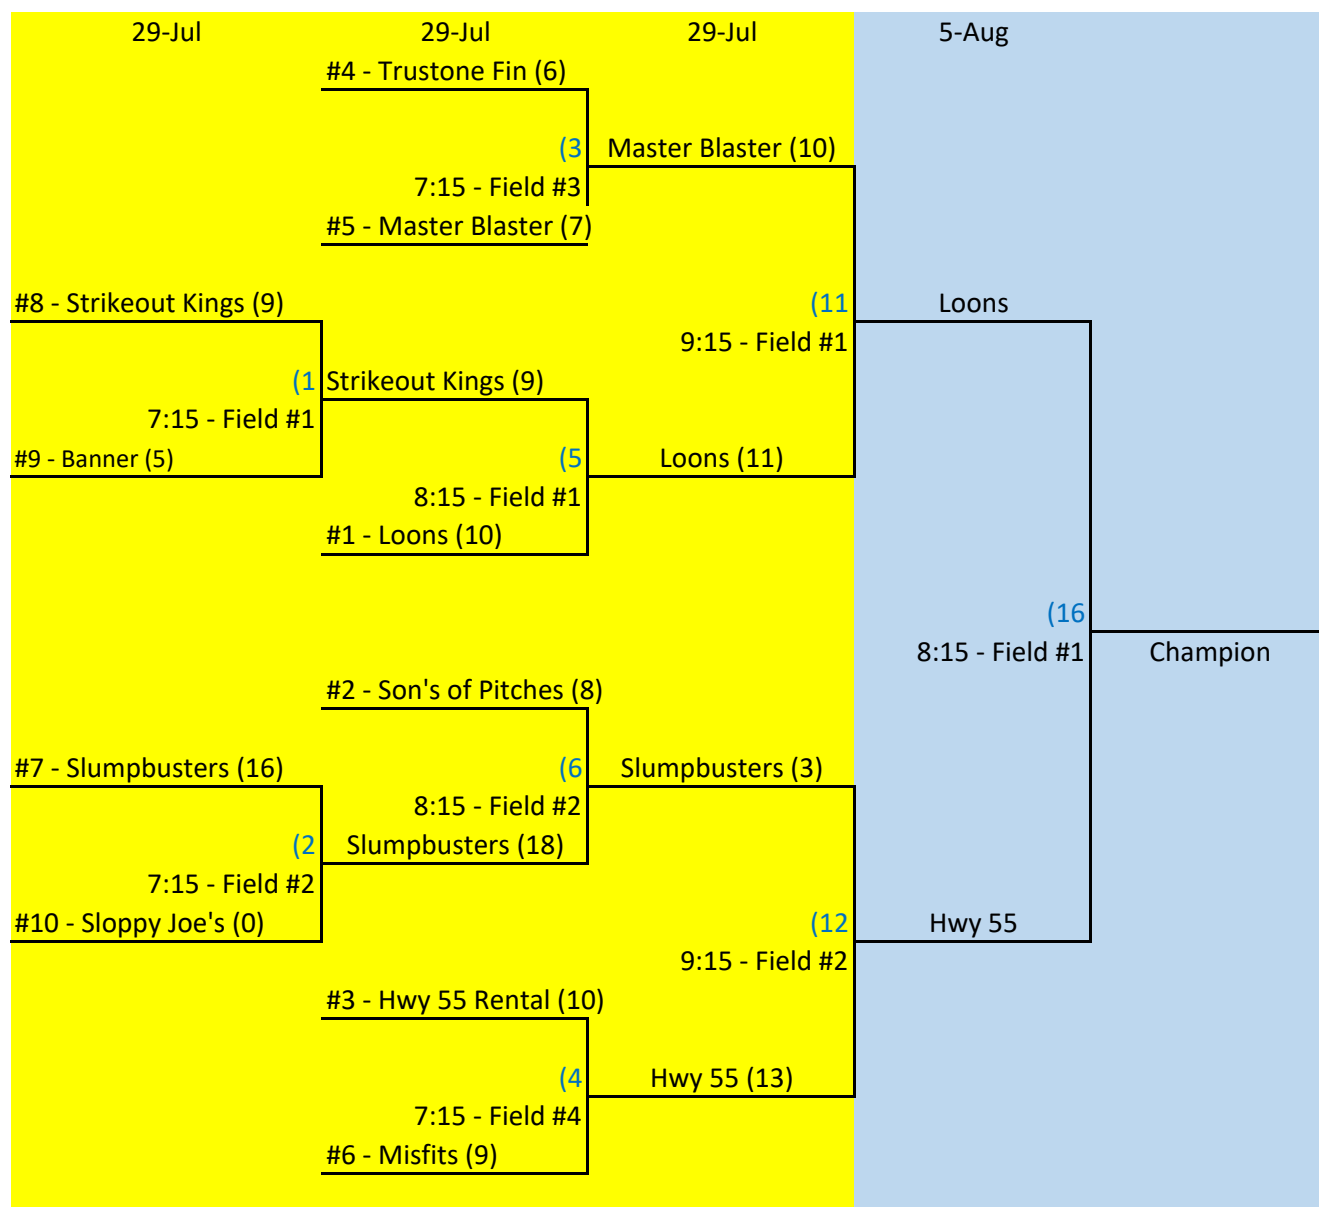 29-Jul 29-Jul 29-Jul 5-Aug
#4 - Trustone Fin (6)
(3 Master Blaster (10)
7:15 - Field #3
#5 - Master Blaster (7)
#8 - Strikeout Kings (9) (11 Loons
9:15 - Field #1
(1 Strikeout Kings (9)
7:15 - Field #1
#9 - Banner (5) (5 Loons (11)
8:15 - Field #1
#1 - Loons (10)
(16
8:15 - Field #1 Champion
#2 - Son's of Pitches (8)
#7 - Slumpbusters (16) (6 Slumpbusters (3)
8:15 - Field #2
(2 Slumpbusters (18)
7:15 - Field #2
#10 - Sloppy Joe's (0) (12 Hwy 55
9:15 - Field #2
#3 - Hwy 55 Rental (10)
(4 Hwy 55 (13)
7:15 - Field #4
#6 - Misfits (9)